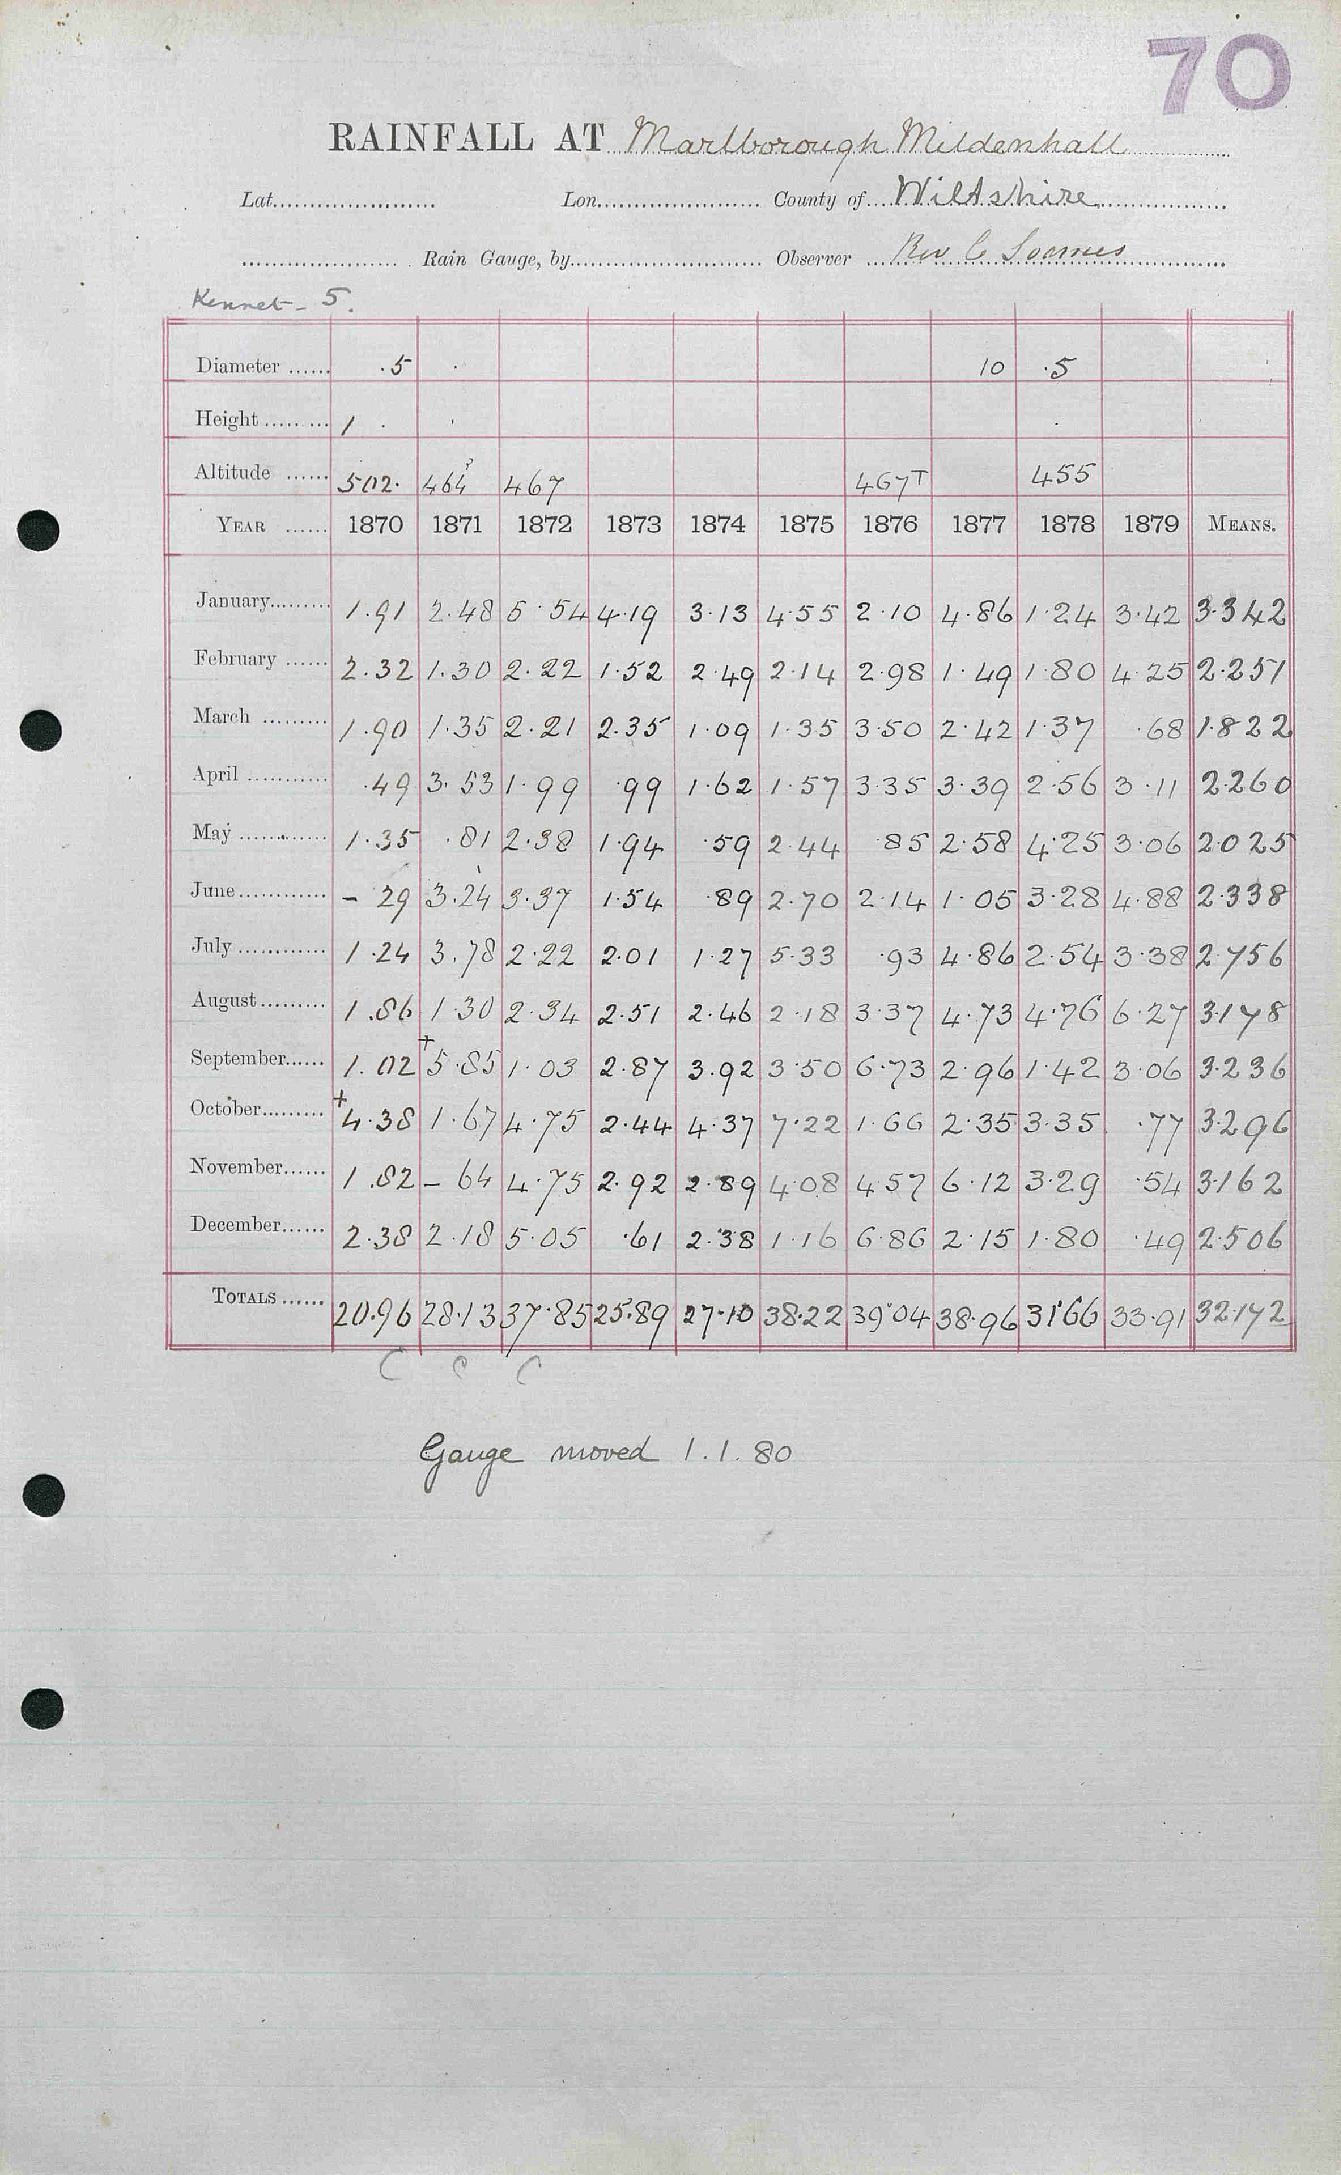 70
RAINFALL AT Marlborough Mildenhall
Lat. Lon. County of Wiltshire
Rain Gauge, by Observer Rev C Soames
Kennet - 5.
Diameter ...... .5 10 .5
Height ......... 1
Altitude ...... 502. 464 467 467T 455
YEAR ...... 1870 1871 1872 1873 1874 1875 1876 1877 1878 1879 MEANS.
January......... 1.91 2.48 5.54 4.19 3.13 4.55 2.10 4.86 1.24 3.42 3.342
February ...... 2.32 1.30 2.22 1.52 2.49 2.14 2.98 1.49 1.80 4.25 2.251
March ......... 1.90 1.35 2.21 2.35 1.09 1.35 3.50 2.42 1.37 .68 1.822
April ............ .49 3.53 1.99 .99 1.62 1.57 3.35 3.39 2.56 3.11 2.260
May ............ 1.35 .81 2.38 1.94 .59 2.44 .85 2.58 4.25 3.06 2.025
June ............ - 29 3.24 3.37 1.54 .89 2.70 2.14 1.05 3.28 4.88 2.338
July ............ 1.24 3.78 2.22 2.01 1.27 5.33 .93 4.86 2.54 3.38 2.756
August ......... 1.86 1.30 2.34 2.51 2.46 2.18 3.37 4.73 4.76 6.27 3.178
September...... 1.02 +5.85 1.03 2.87 3.92 3.50 6.73 2.96 1.42 3.06 3.236
October ......... +4.38 1.67 4.75 2.44 4.37 7.22 1.66 2.35 3.35 .77 3.296
November...... 1.82 - 64 4.75 2.92 2.89 4.08 4.57 6.12 3.29 .54 3.162
December...... 2.38 2.18 5.05 .61 2.38 1.16 6.86 2.15 1.80 .49 2.506
TOTALS ...... 20.96 28.13 37.85 25.89 27.10 38.22 39.04 38.96 31.66 33.91 32.172
C C C
Gauge moved 1.1.80